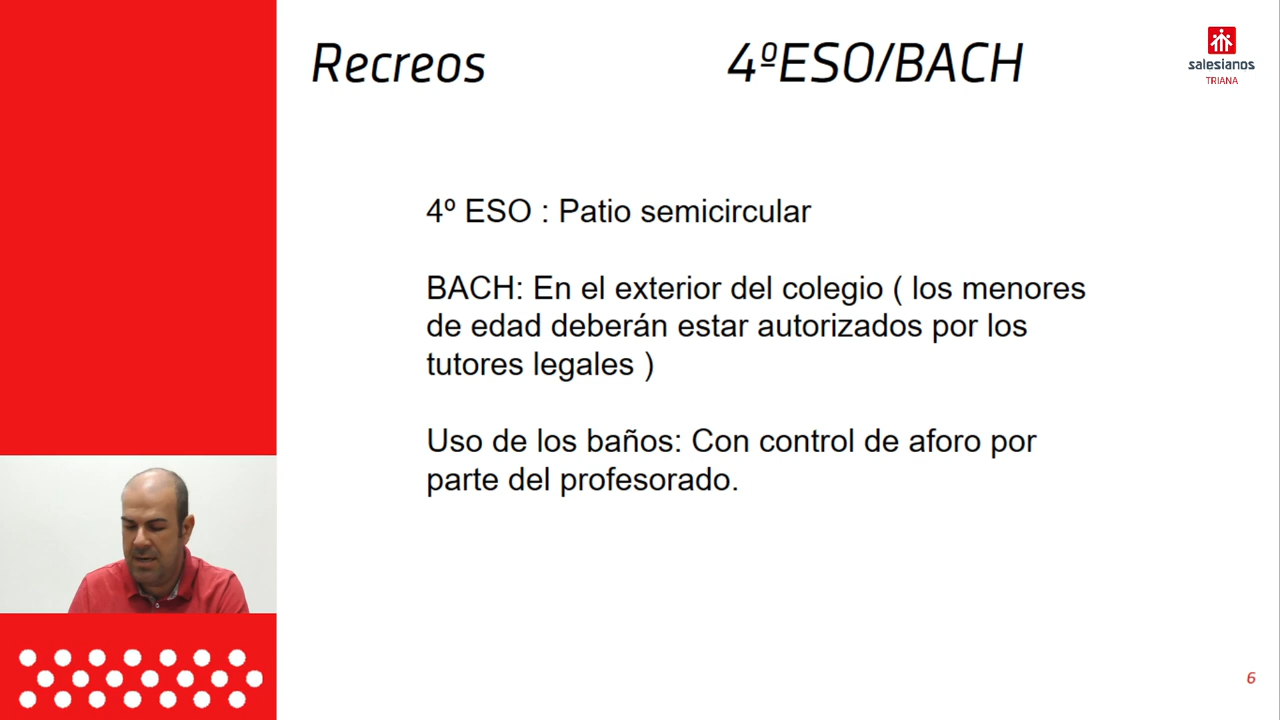 Recreos 4ºESO/BACH
salesianos
TRIANA
4º ESO : Patio semicircular
BACH: En el exterior del colegio ( los menores
de edad deberán estar autorizados por los
tutores legales )
Uso de los baños: Con control de aforo por
parte del profesorado.
6